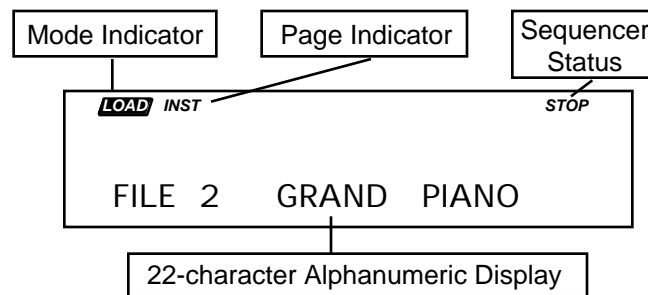 Mode Indicator
Page Indicator
Sequencer
Status
LOAD INST
STOP
FILE 2 GRAND PIANO
22-character Alphanumeric Display